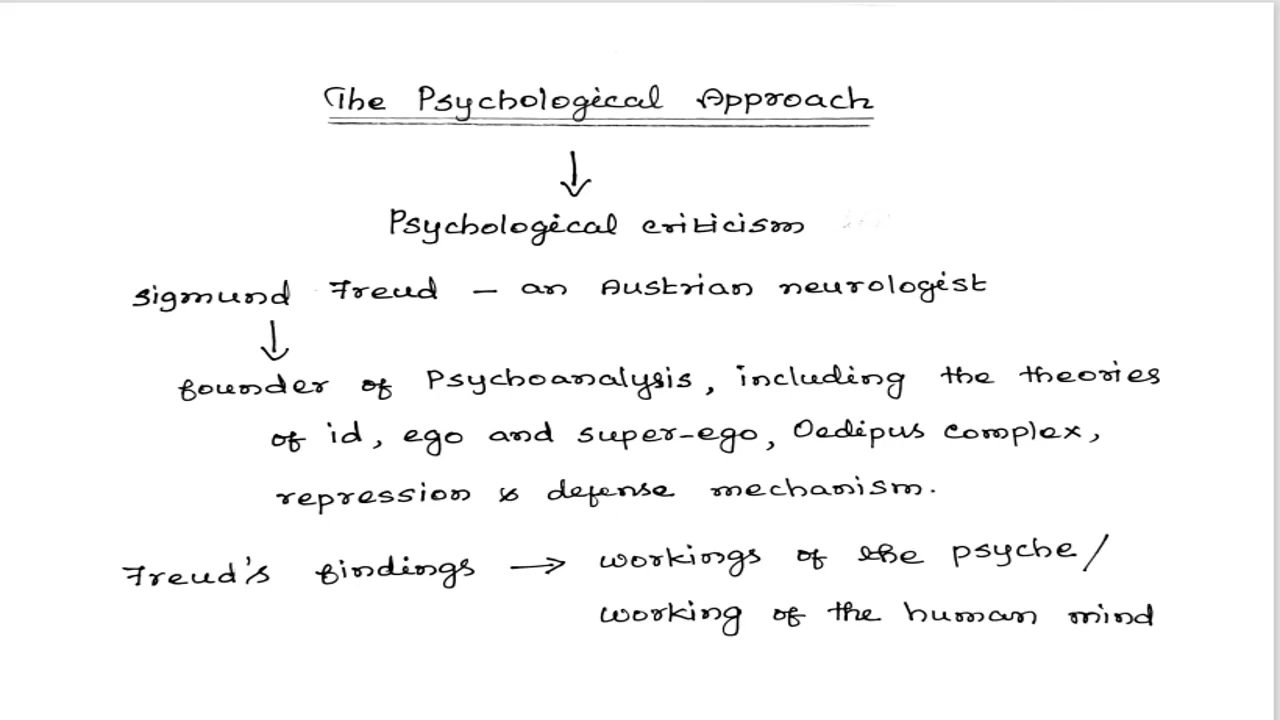 The Psychological Approach
↓
Psychological criticism
Sigmund Freud – an Austrian neurologist
↓
founder of Psychoanalysis, including the theories
of id, ego and super-ego, Oedipus complex,
repression & defense mechanism.
Freud's findings → workings of the psyche/
working of the human mind